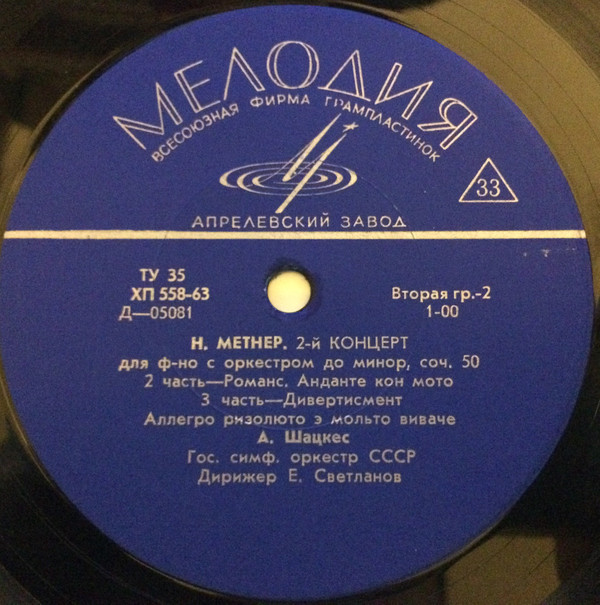 МЕЛОДИЯ
ВСЕСОЮЗНАЯ ФИРМА ГРАМПЛАСТИНОК
33
АПРЕЛЕВСКИЙ ЗАВОД
ТУ 35
ХП 558-63
Д—05081
Вторая гр.-2
1-00
Н. МЕТНЕР. 2-й КОНЦЕРТ
для ф-но с оркестром до минор, соч. 50
2 часть—Романс. Анданте кон мото
3 часть—Дивертисмент
Аллегро ризолюто э мольто виваче
А. Шацкес
Гос. симф. оркестр СССР
Дирижер Е. Светланов